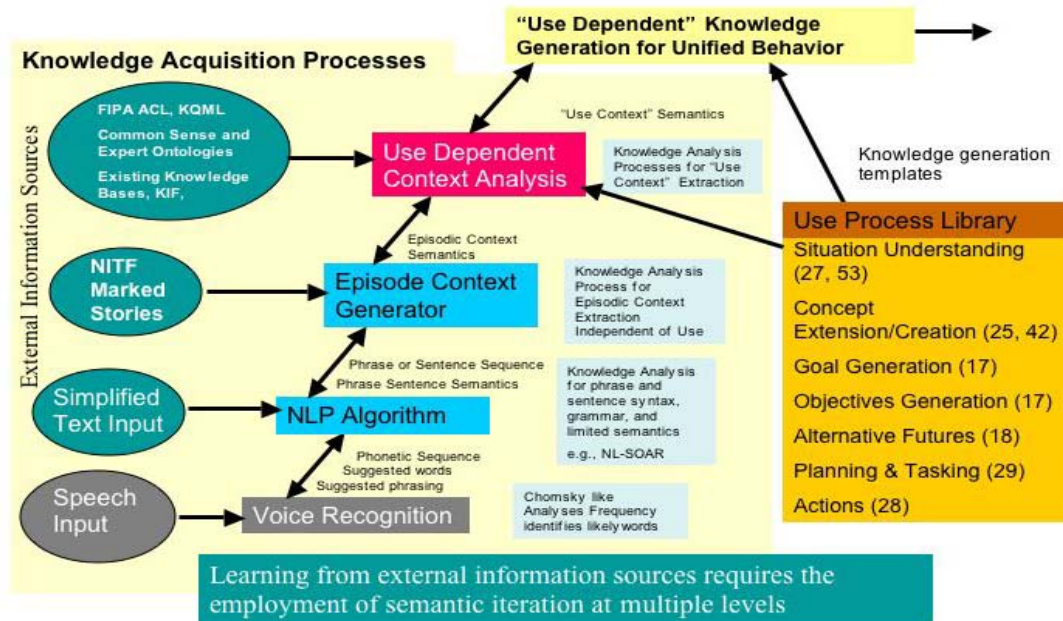 “Use Dependent” Knowledge
Generation for Unified Behavior
Knowledge Acquisition Processes
External Information Sources
FIPA ACL, KQML
Common Sense and
Expert Ontologies
Existing Knowledge
Bases, KIF,
“Use Context” Semantics
Use Dependent
Context Analysis
Knowledge Analysis
Processes for “Use
Context” Extraction
Knowledge generation
templates
Episodic Context
Semantics
NITF
Marked
Stories
Episode Context
Generator
Knowledge Analysis
Process for
Episodic Context
Extraction
Independent of Use
Phrase or Sentence Sequence
Phrase Sentence Semantics
Simplified
Text Input
NLP Algorithm
Knowledge Analysis
for phrase and
sentence syntax,
grammar, and
limited semantics
e.g., NL-SOAR
Phonetic Sequence
Suggested words
Suggested phrasing
Speech
Input
Voice Recognition
Chomsky like
Analyses Frequency
identifies likely words
Use Process Library
Situation Understanding
(27, 53)
Concept
Extension/Creation (25, 42)
Goal Generation (17)
Objectives Generation (17)
Alternative Futures (18)
Planning & Tasking (29)
Actions (28)
Learning from external information sources requires the
employment of semantic iteration at multiple levels